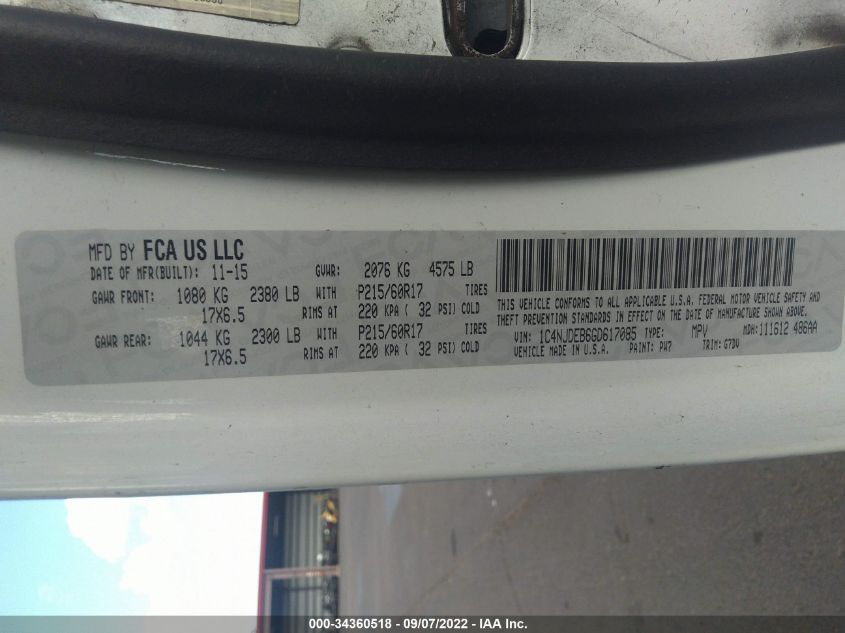 MFD BY FCA US LLC
DATE OF MFR(BUILT): 11-15 GVWR: 2076 KG 4575 LB
GAWR FRONT: 1080 KG 2380 LB WITH P215/60R17 TIRES
17X6.5 RIMS AT 220 KPA ( 32 PSI) COLD
GAWR REAR: 1044 KG 2300 LB WITH P215/60R17 TIRES
17X6.5 RIMS AT 220 KPA ( 32 PSI) COLD
THIS VEHICLE CONFORMS TO ALL APPLICABLE U.S.A. FEDERAL MOTOR VEHICLE SAFETY AND
THEFT PREVENTION STANDARDS IN EFFECT ON THE DATE OF MANUFACTURE SHOWN ABOVE.
VIN: 1C4NJDEB6GD617085 TYPE: MPV MDH: 111612 486AA
VEHICLE MADE IN U.S.A. PAINT: PW7 TRIM: G7DV
000-34360518 - 09/07/2022 - IAA Inc.